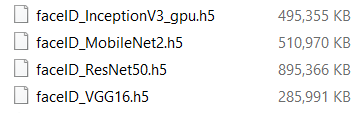 faceID_InceptionV3_gpu.h5 495,355 KB
faceID_MobileNet2.h5 510,970 KB
faceID_ResNet50.h5 895,366 KB
faceID_VGG16.h5 285,991 KB